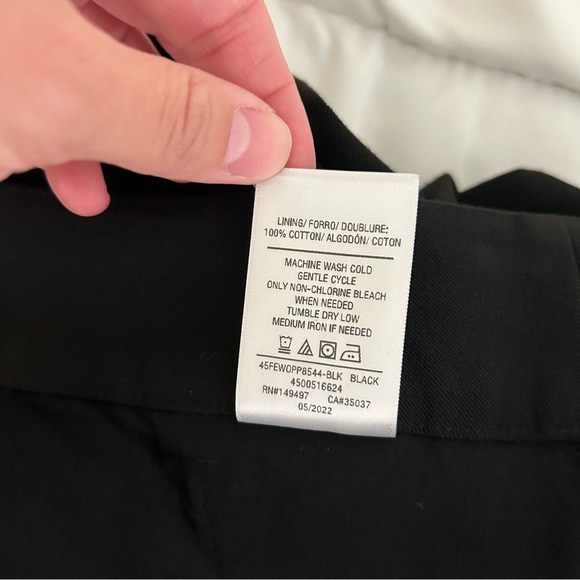 LINING/ FORRO/ DOUBLURE:
100% COTTON/ ALGODÓN/ COTON
MACHINE WASH COLD
GENTLE CYCLE
ONLY NON-CHLORINE BLEACH
WHEN NEEDED
TUMBLE DRY LOW
MEDIUM IRON IF NEEDED
45FEWOPP8544-BLK BLACK
4500516624
RN#149497 CA#35037
05/2022